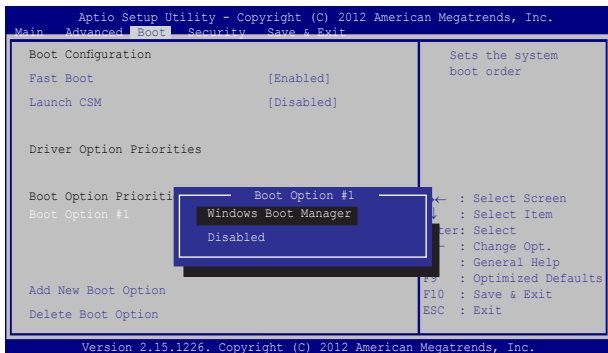 Aptio Setup Utility - Copyright (C) 2012 American Megatrends, Inc.
Main Advanced Boot Security Save & Exit
Boot Configuration
Fast Boot [Enabled]
Launch CSM [Disabled]
Driver Option Priorities
Boot Option Prioriti
Boot Option #1
Add New Boot Option
Delete Boot Option
Boot Option #1
Windows Boot Manager
Disabled
Sets the system
boot order
→← : Select Screen
: Select Item
ter: Select
: Change Opt.
: General Help
F9 : Optimized Defaults
F10 : Save & Exit
ESC : Exit
Version 2.15.1226. Copyright (C) 2012 American Megatrends, Inc.